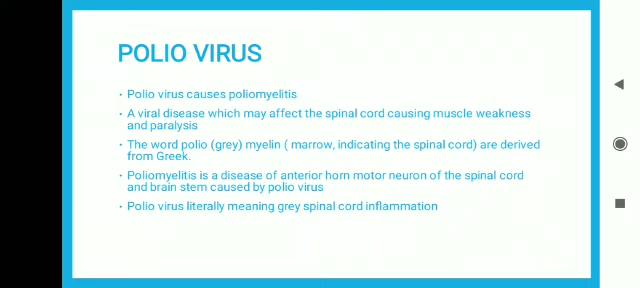 POLIO VIRUS
• Polio virus causes poliomyelitis
• A viral disease which may affect the spinal cord causing muscle weakness
and paralysis
• The word polio (grey) myelin ( marrow, indicating the spinal cord) are derived
from Greek.
• Poliomyelitis is a disease of anterior horn motor neuron of the spinal cord
and brain stem caused by polio virus
• Polio virus literally meaning grey spinal cord inflammation